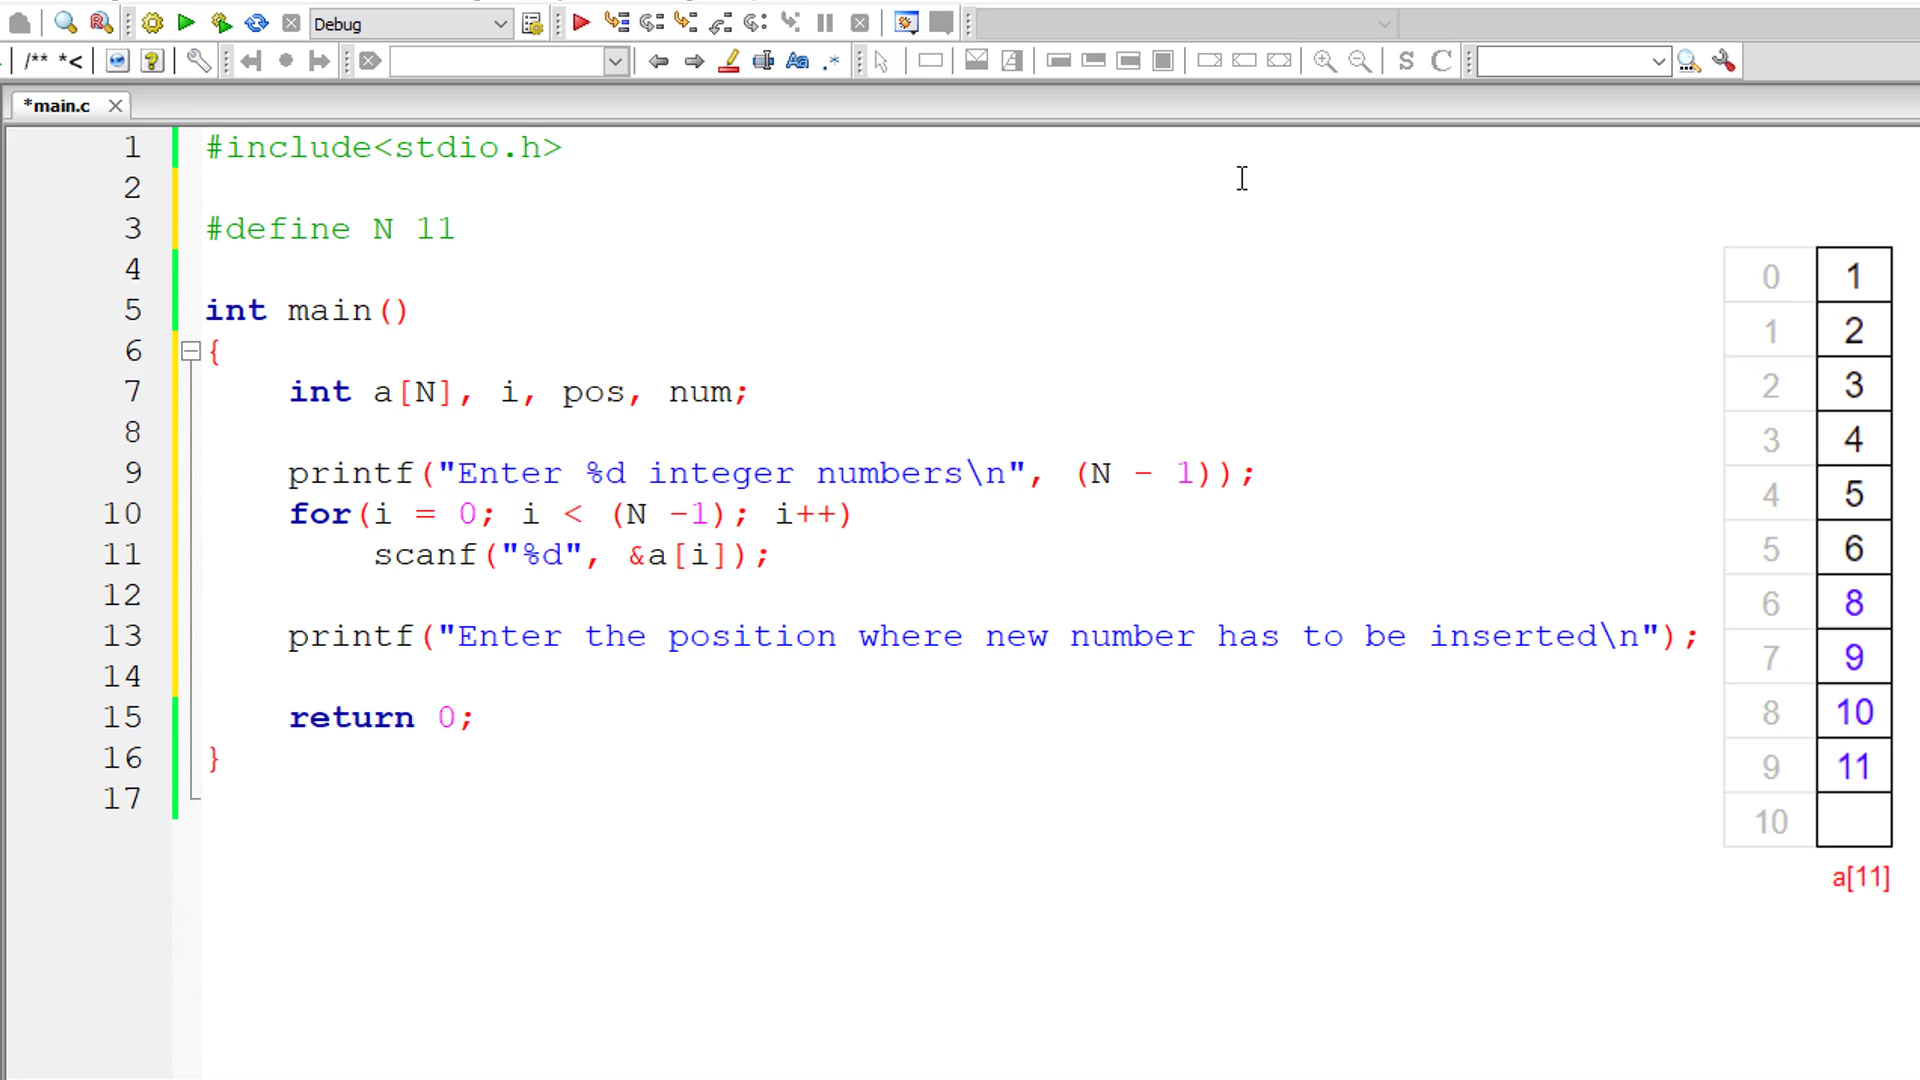 Debug
/** *<
S C
*main.c
1 #include<stdio.h>
2
3 #define N 11
4
5 int main()
6 {
7 int a[N], i, pos, num;
8
9 printf("Enter %d integer numbers\n", (N - 1));
10 for(i = 0; i < (N -1); i++)
11 scanf("%d", &a[i]);
12
13 printf("Enter the position where new number has to be inserted\n");
14
15 return 0;
16 }
17
0 1
1 2
2 3
3 4
4 5
5 6
6 8
7 9
8 10
9 11
10
a[11]